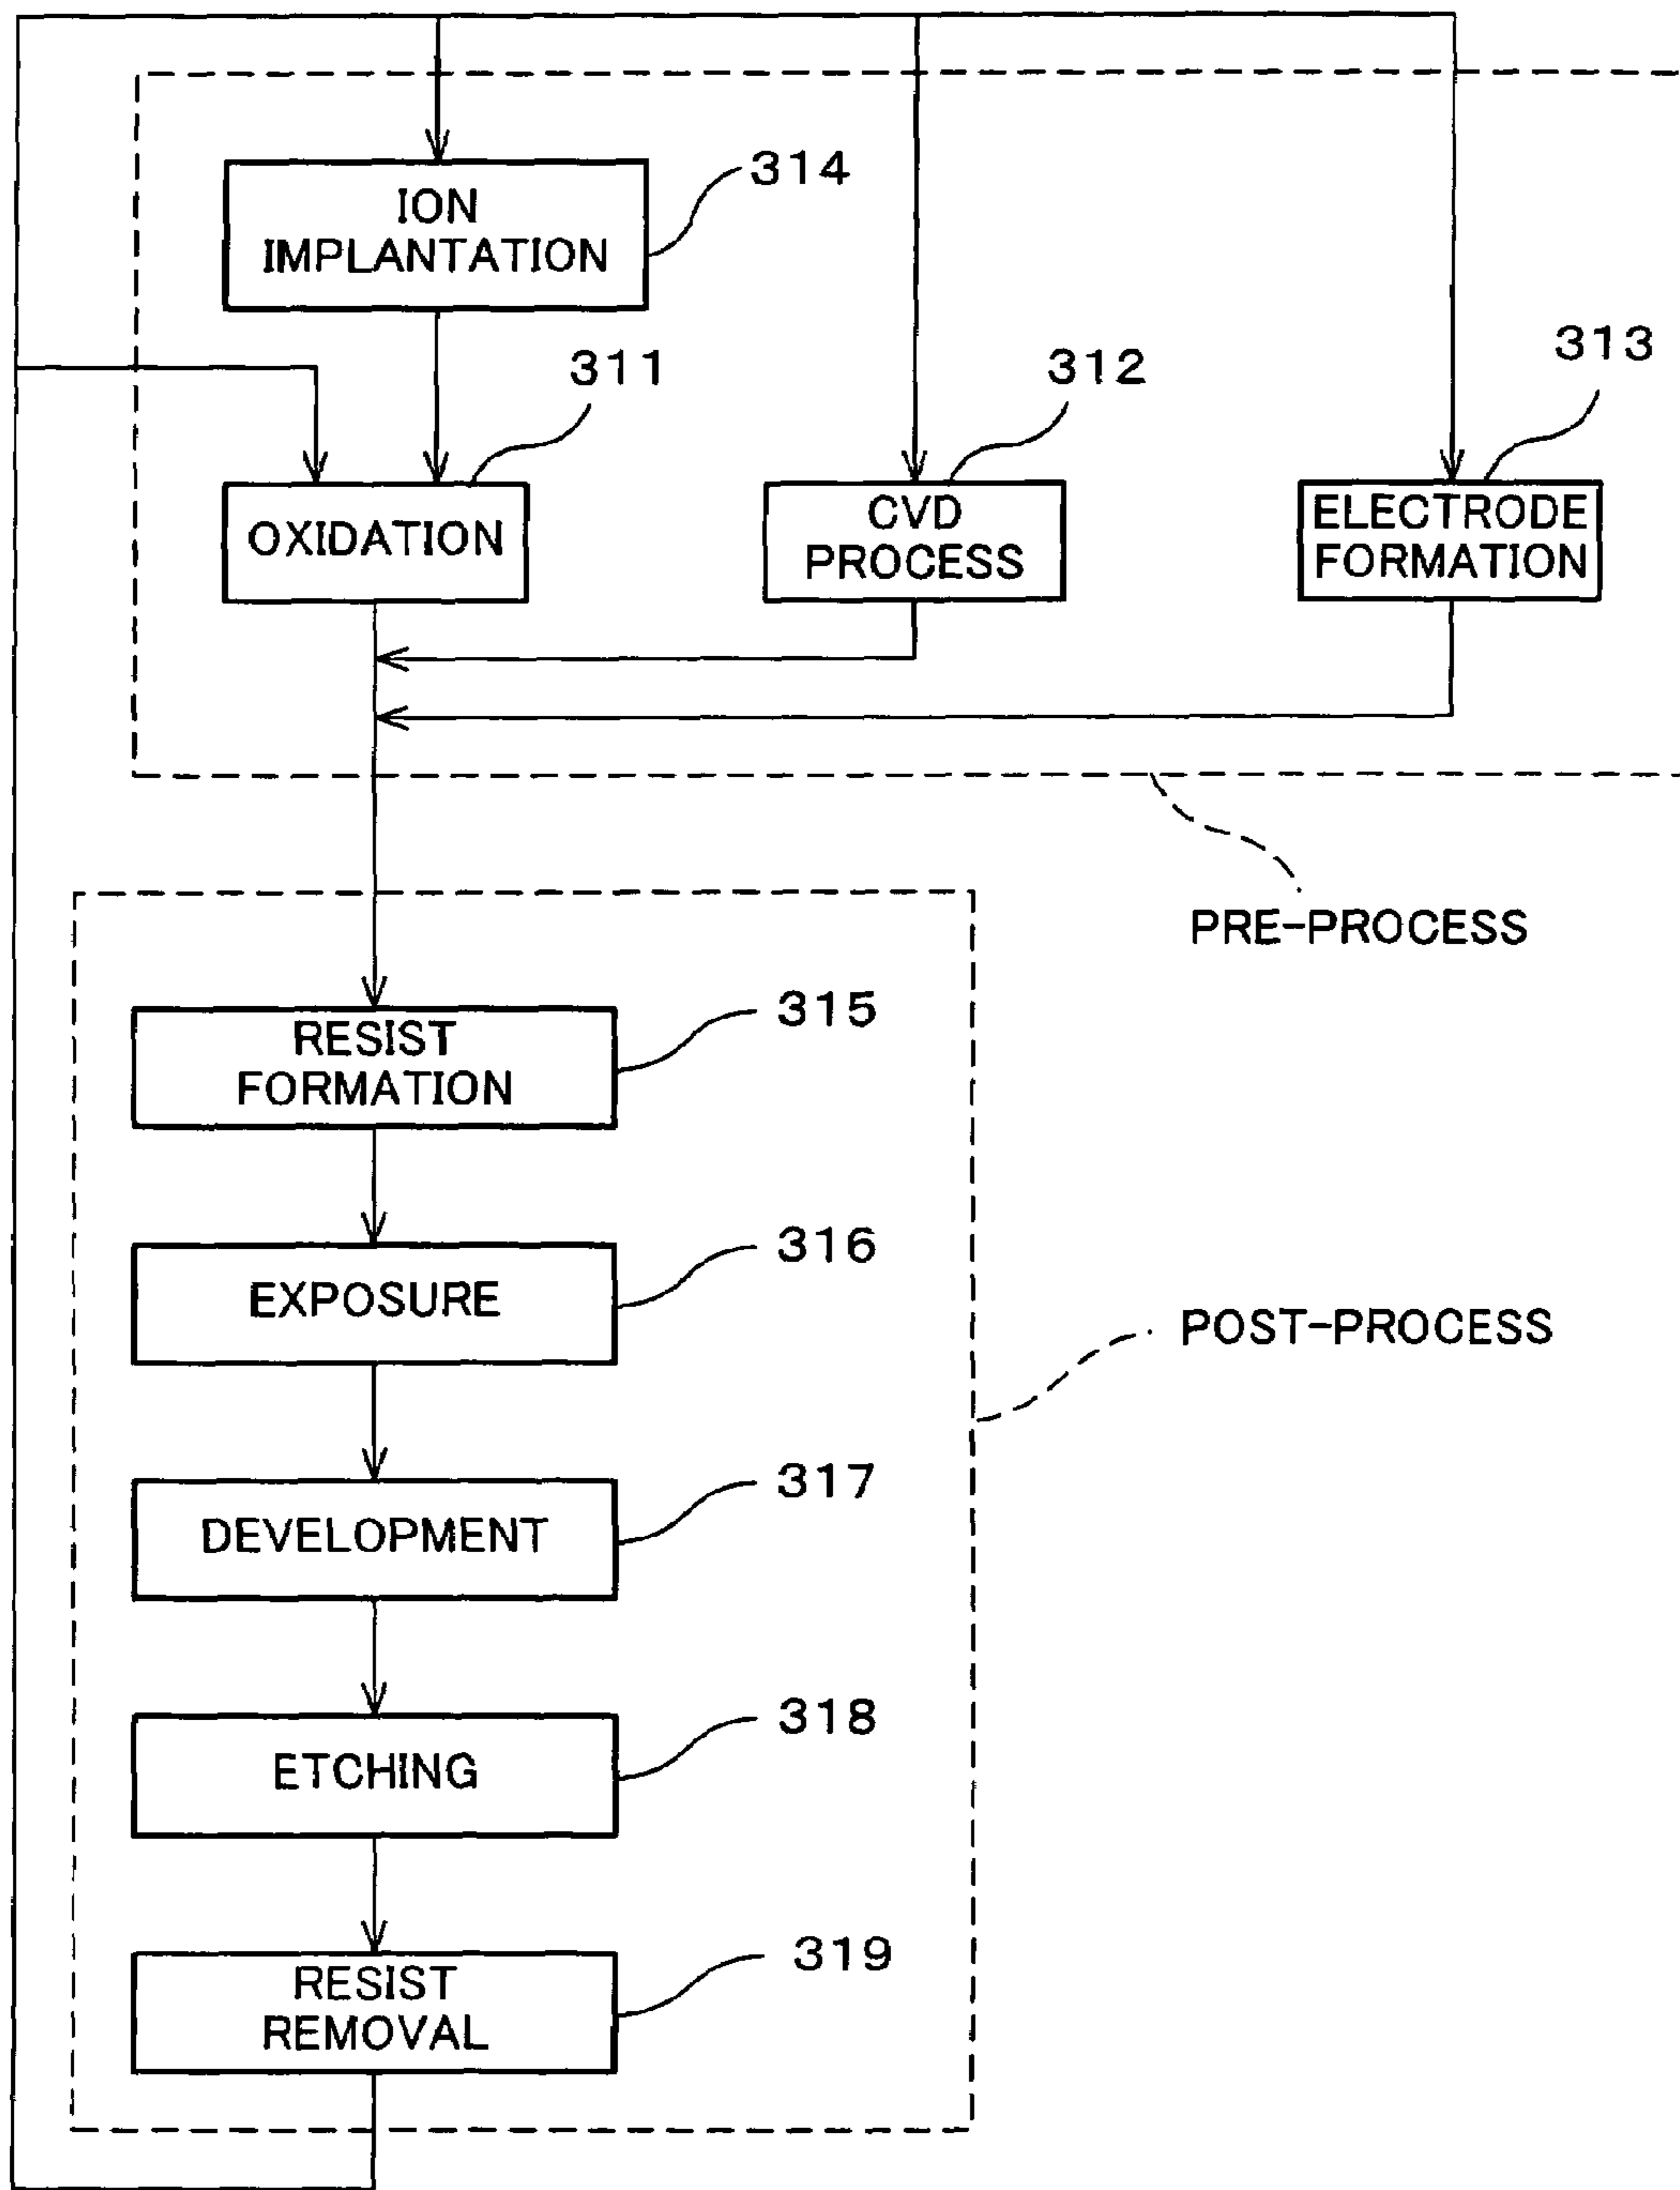 314
ION
IMPLANTATION
311
312
313
OXIDATION
CVD
PROCESS
ELECTRODE
FORMATION
PRE-PROCESS
315
RESIST
FORMATION
316
EXPOSURE
POST-PROCESS
317
DEVELOPMENT
318
ETCHING
319
RESIST
REMOVAL